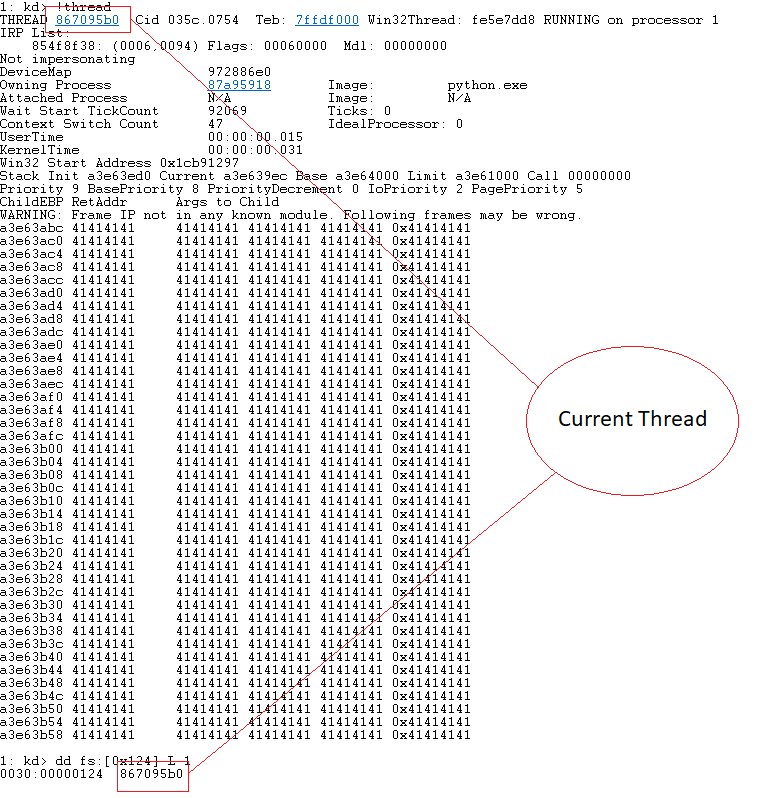 1: kd> !thread
THREAD 867095b0  Cid 035c.0754  Teb: 7ffdf000 Win32Thread: fe5e7dd8 RUNNING on processor 1
IRP List:
    854f8f38: (0006,0094) Flags: 00060000  Mdl: 00000000
Not impersonating
DeviceMap                 972886e0
Owning Process            87a95918       Image:         python.exe
Attached Process          N/A            Image:         N/A
Wait Start TickCount      92069          Ticks: 0
Context Switch Count      47             IdealProcessor: 0
UserTime                  00:00:00.015
KernelTime                00:00:00.031
Win32 Start Address 0x1cb91297
Stack Init a3e63ed0 Current a3e639ec Base a3e64000 Limit a3e61000 Call 00000000
Priority 9 BasePriority 8 PriorityDecrement 0 IoPriority 2 PagePriority 5
ChildEBP RetAddr      Args to Child
WARNING: Frame IP not in any known module. Following frames may be wrong.
a3e63abc 41414141     41414141 41414141 41414141 0x41414141
a3e63ac0 41414141     41414141 41414141 41414141 0x41414141
a3e63ac4 41414141     41414141 41414141 41414141 0x41414141
a3e63ac8 41414141     41414141 41414141 41414141 0x41414141
a3e63acc 41414141     41414141 41414141 41414141 0x41414141
a3e63ad0 41414141     41414141 41414141 41414141 0x41414141
a3e63ad4 41414141     41414141 41414141 41414141 0x41414141
a3e63ad8 41414141     41414141 41414141 41414141 0x41414141
a3e63adc 41414141     41414141 41414141 41414141 0x41414141
a3e63ae0 41414141     41414141 41414141 41414141 0x41414141
a3e63ae4 41414141     41414141 41414141 41414141 0x41414141
a3e63ae8 41414141     41414141 41414141 41414141 0x41414141
a3e63aec 41414141     41414141 41414141 41414141 0x41414141
a3e63af0 41414141     41414141 41414141 41414141 0x41414141
a3e63af4 41414141     41414141 41414141 41414141 0x41414141
a3e63af8 41414141     41414141 41414141 41414141 0x41414141
a3e63afc 41414141     41414141 41414141 41414141 0x41414141
a3e63b00 41414141     41414141 41414141 41414141 0x41414141
a3e63b04 41414141     41414141 41414141 41414141 0x41414141
a3e63b08 41414141     41414141 41414141 41414141 0x41414141
a3e63b0c 41414141     41414141 41414141 41414141 0x41414141
a3e63b10 41414141     41414141 41414141 41414141 0x41414141
a3e63b14 41414141     41414141 41414141 41414141 0x41414141
a3e63b18 41414141     41414141 41414141 41414141 0x41414141
a3e63b1c 41414141     41414141 41414141 41414141 0x41414141
a3e63b20 41414141     41414141 41414141 41414141 0x41414141
a3e63b24 41414141     41414141 41414141 41414141 0x41414141
a3e63b28 41414141     41414141 41414141 41414141 0x41414141
a3e63b2c 41414141     41414141 41414141 41414141 0x41414141
a3e63b30 41414141     41414141 41414141 41414141 0x41414141
a3e63b34 41414141     41414141 41414141 41414141 0x41414141
a3e63b38 41414141     41414141 41414141 41414141 0x41414141
a3e63b3c 41414141     41414141 41414141 41414141 0x41414141
a3e63b40 41414141     41414141 41414141 41414141 0x41414141
a3e63b44 41414141     41414141 41414141 41414141 0x41414141
a3e63b48 41414141     41414141 41414141 41414141 0x41414141
a3e63b4c 41414141     41414141 41414141 41414141 0x41414141
a3e63b50 41414141     41414141 41414141 41414141 0x41414141
a3e63b54 41414141     41414141 41414141 41414141 0x41414141
a3e63b58 41414141     41414141 41414141 41414141 0x41414141
1: kd> dd fs:[0x124] L 1
0030:00000124  867095b0
Current Thread